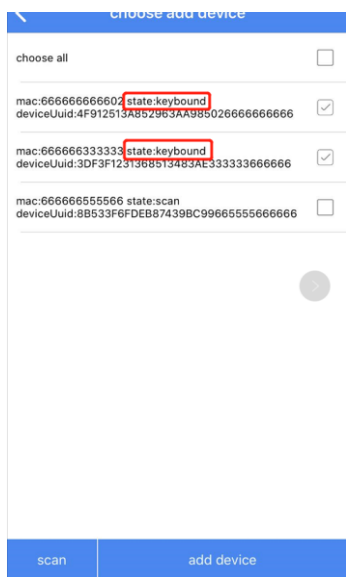 choose add device
choose all
mac:666666666602 state:keybound
deviceUuid:4F912513A852963AA985026666666666
mac:666666333333 state:keybound
deviceUuid:3DF3F1231368513483AE333333666666
mac:666666555566 state:scan
deviceUuid:8B533F6FDEB87439BC99665555666666
scan
add device